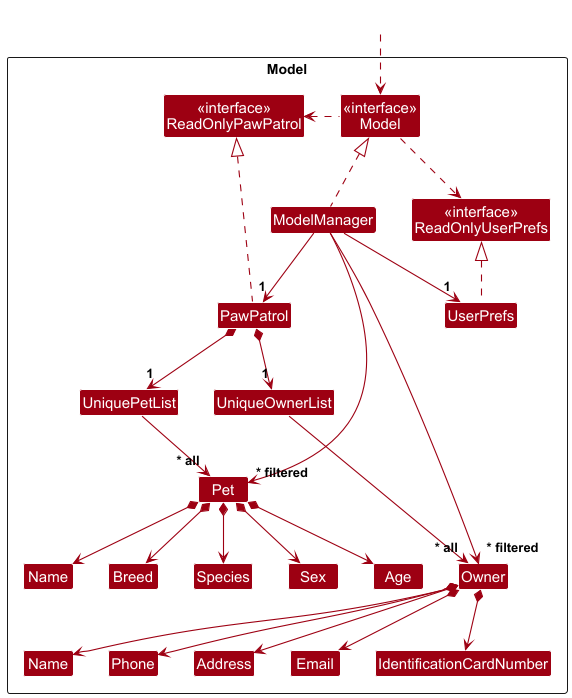 Model
«interface»
ReadOnlyPawPatrol
«interface»
Model
ModelManager
«interface»
ReadOnlyUserPrefs
1
1
PawPatrol
UserPrefs
1
1
UniquePetList
UniqueOwnerList
* all
* filtered
Pet
* all
* filtered
Name
Breed
Species
Sex
Age
Owner
Name
Phone
Address
Email
IdentificationCardNumber